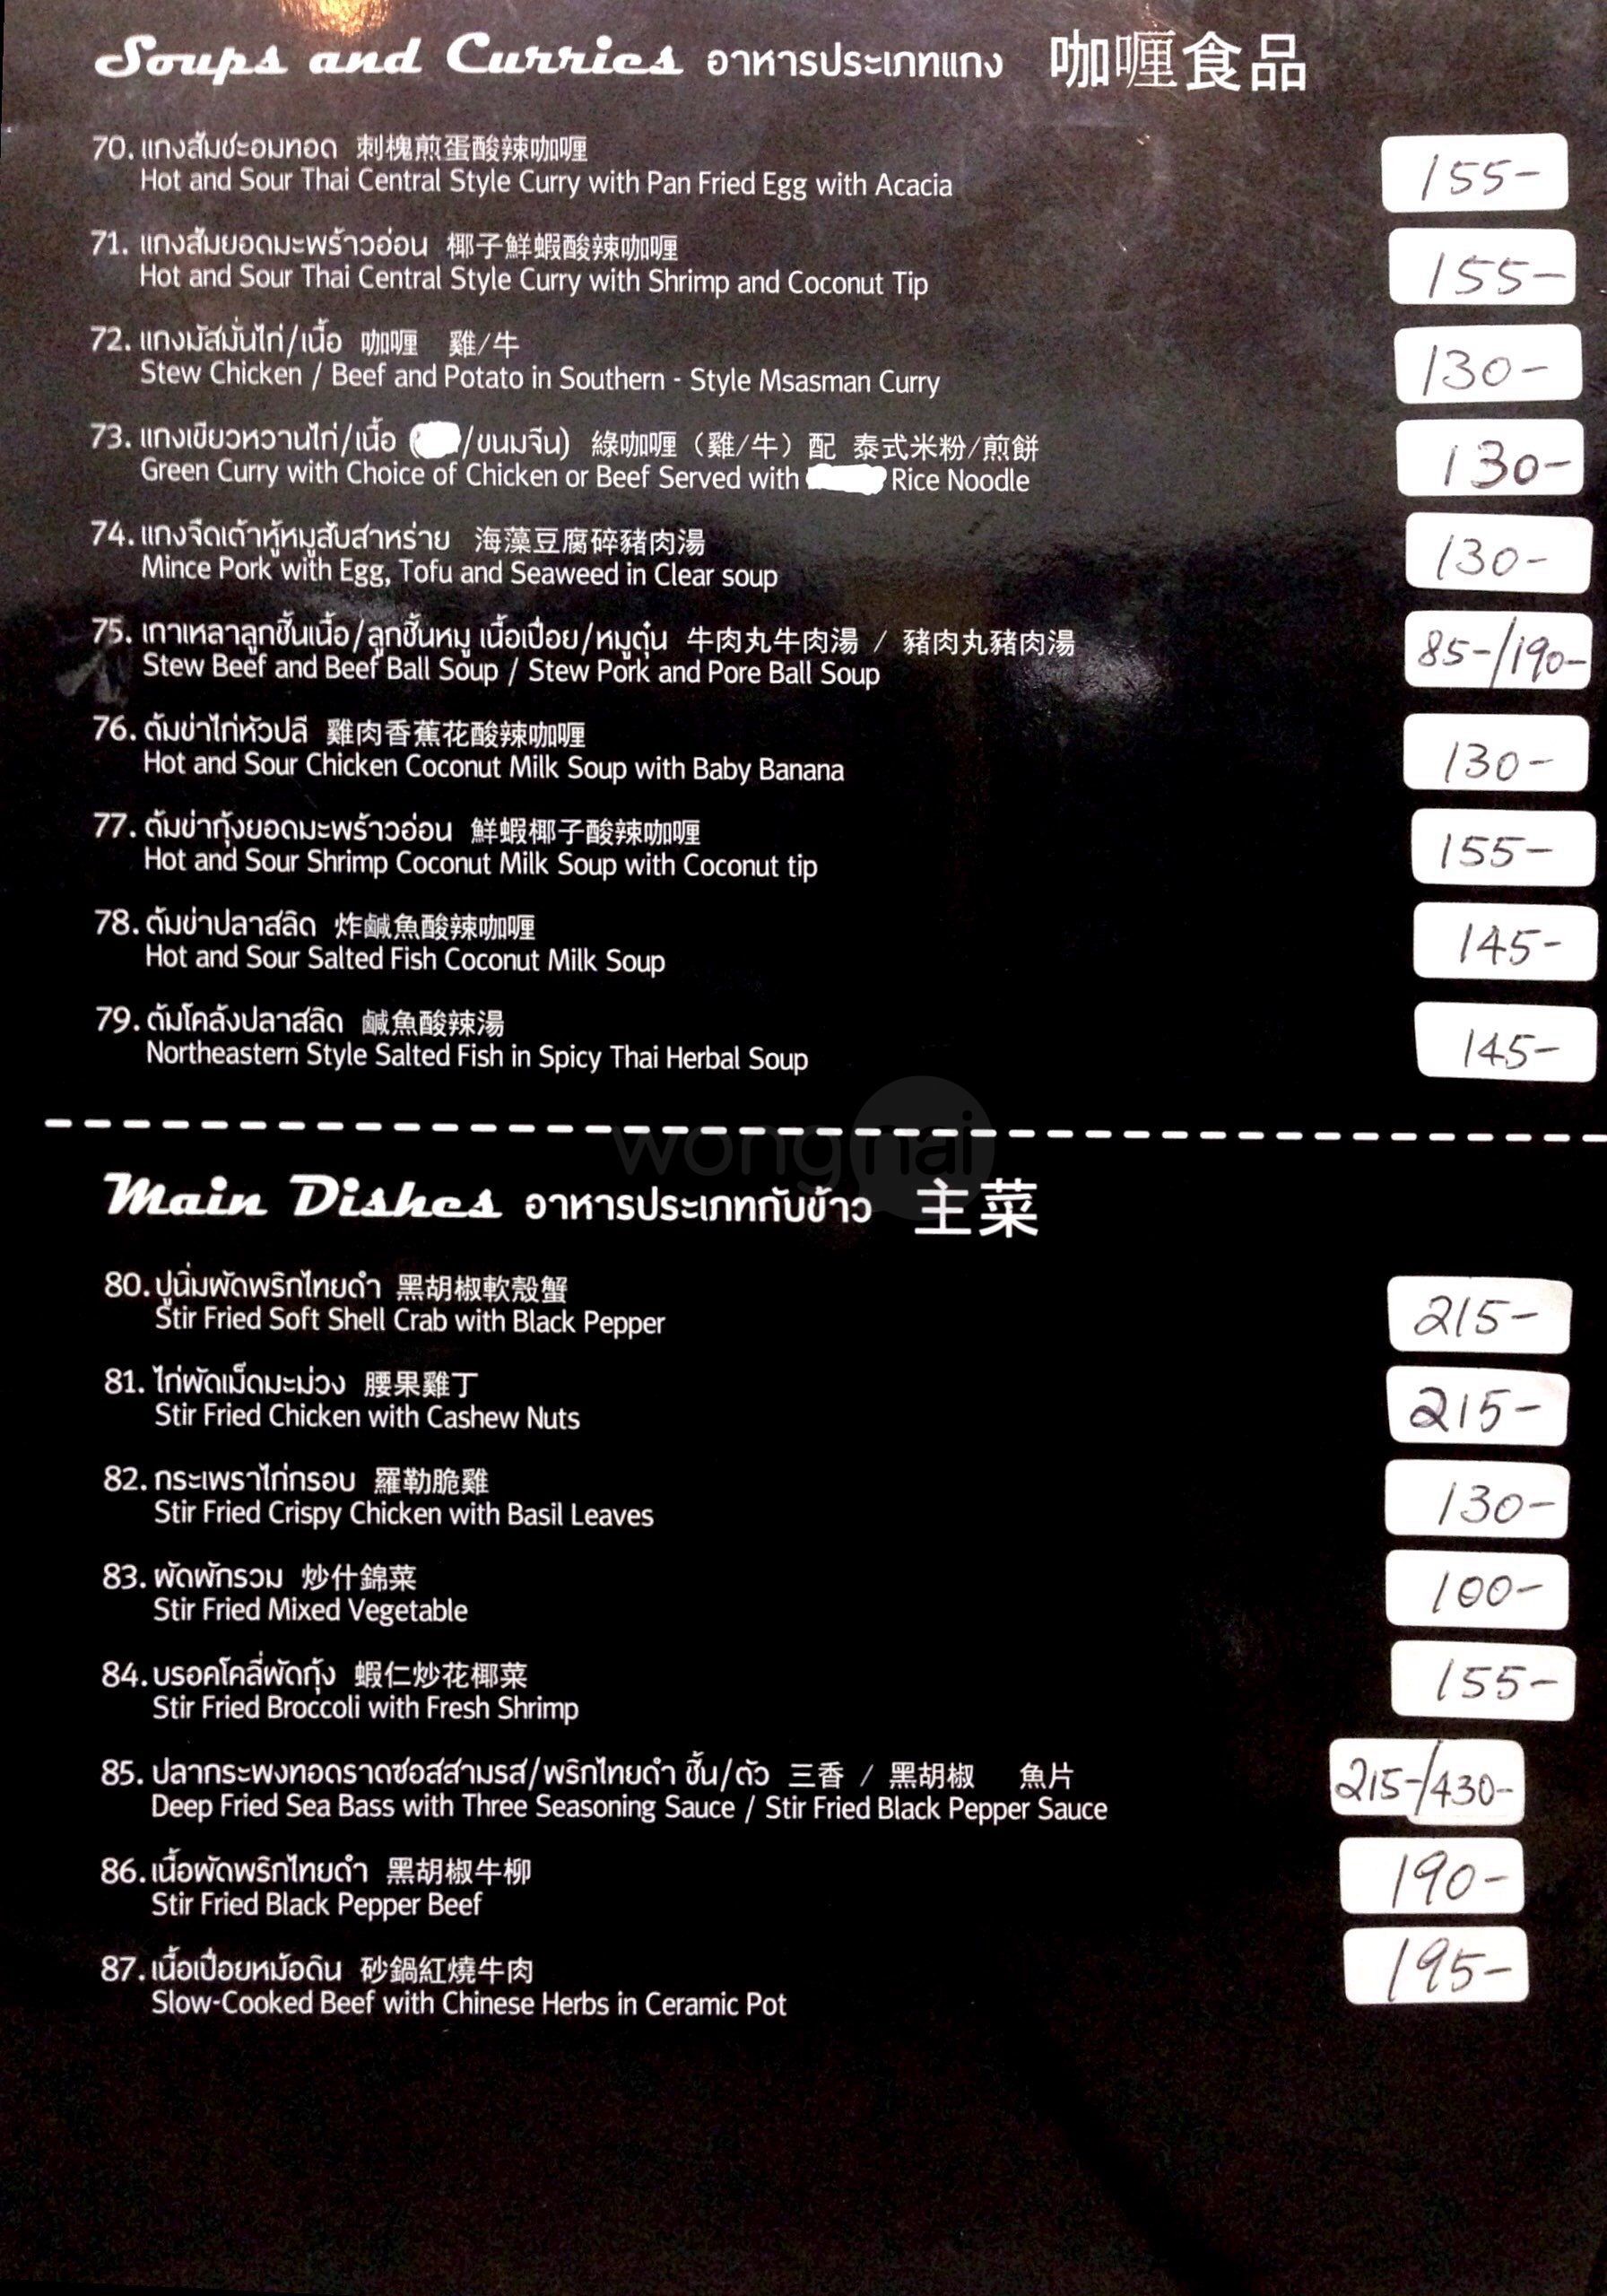 Soups and Curries อาหารประเภทแกง 咖喱食品
70. แกงส้มชะอมทอด 刺槐煎蛋酸辣咖喱
Hot and Sour Thai Central Style Curry with Pan Fried Egg with Acacia
155-
71. แกงส้มยอดมะพร้าวอ่อน 椰子鮮蝦酸辣咖喱
Hot and Sour Thai Central Style Curry with Shrimp and Coconut Tip
155-
72. แกงมัสมั่นไก่/เนื้อ 咖喱 雞/牛
Stew Chicken / Beef and Potato in Southern - Style Msasman Curry
130-
73. แกงเขียวหวานไก่/เนื้อ ( /ขนมจีน) 綠咖喱（雞/牛）配 泰式米粉/煎餅
Green Curry with Choice of Chicken or Beef Served with Rice Noodle
130-
74. แกงจืดเต้าหู้หมูสับสาหร่าย 海藻豆腐碎豬肉湯
Mince Pork with Egg, Tofu and Seaweed in Clear soup
130-
75. เกาเหลาลูกชิ้นเนื้อ/ลูกชิ้นหมู เนื้อเปื่อย/หมูตุ๋น 牛肉丸牛肉湯 / 豬肉丸豬肉湯
Stew Beef and Beef Ball Soup / Stew Pork and Pore Ball Soup
85-/190-
76. ต้มข่าไก่หัวปลี 雞肉香蕉花酸辣咖喱
Hot and Sour Chicken Coconut Milk Soup with Baby Banana
130-
77. ต้มข่ากุ้งยอดมะพร้าวอ่อน 鮮蝦椰子酸辣咖喱
Hot and Sour Shrimp Coconut Milk Soup with Coconut tip
155-
78. ต้มข่าปลาสลิด 炸鹹魚酸辣咖喱
Hot and Sour Salted Fish Coconut Milk Soup
145-
79. ต้มโคล้งปลาสลิด 鹹魚酸辣湯
Northeastern Style Salted Fish in Spicy Thai Herbal Soup
145-
wongnai
Main Dishes อาหารประเภทกับข้าว 主菜
80. ปูนิ่มผัดพริกไทยดำ 黑胡椒軟殼蟹
Stir Fried Soft Shell Crab with Black Pepper
215-
81. ไก่ผัดเม็ดมะม่วง 腰果雞丁
Stir Fried Chicken with Cashew Nuts
215-
82. กระเพราไก่กรอบ 羅勒脆雞
Stir Fried Crispy Chicken with Basil Leaves
130-
83. ผัดผักรวม 炒什錦菜
Stir Fried Mixed Vegetable
100-
84. บรอคโคลี่ผัดกุ้ง 蝦仁炒花椰菜
Stir Fried Broccoli with Fresh Shrimp
155-
85. ปลากระพงทอดราดซอสสามรส/พริกไทยดำ ชิ้น/ตัว 三香 / 黑胡椒 魚片
Deep Fried Sea Bass with Three Seasoning Sauce / Stir Fried Black Pepper Sauce
215-/430-
86. เนื้อผัดพริกไทยดำ 黑胡椒牛柳
Stir Fried Black Pepper Beef
190-
87. เนื้อเปื่อยหม้อดิน 砂鍋紅燒牛肉
Slow-Cooked Beef with Chinese Herbs in Ceramic Pot
195-